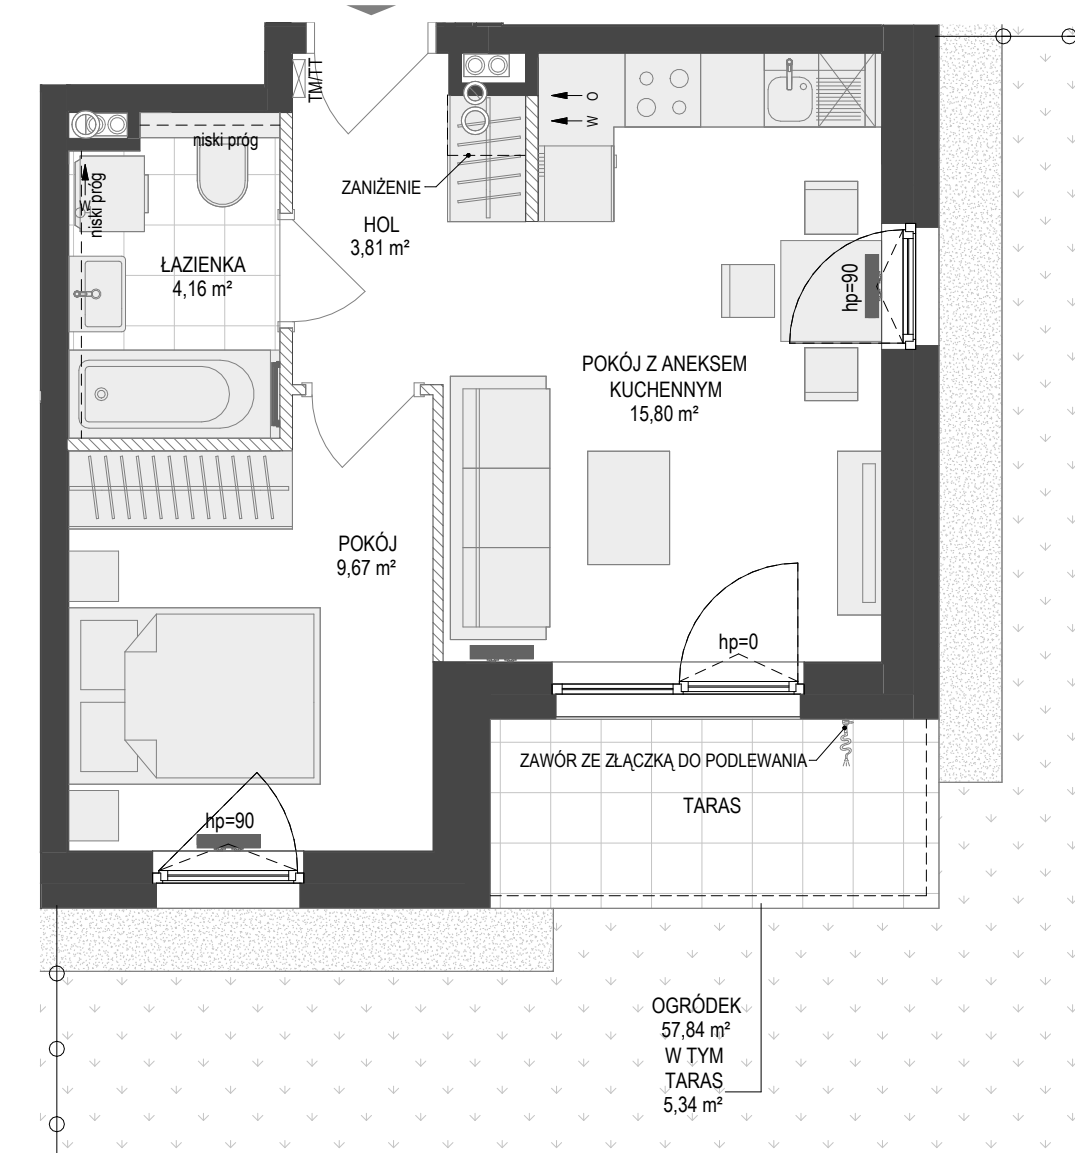 TM/TT
niski próg
O
W
ZANIŻENIE
niski próg
W
HOL
3,81 m²
ŁAZIENKA
4,16 m²
hp=90
POKÓJ Z ANEKSEM
KUCHENNYM
15,80 m²
POKÓJ
9,67 m²
hp=0
ZAWÓR ZE ZŁĄCZKĄ DO PODLEWANIA
TARAS
hp=90
OGRÓDEK
57,84 m²
W TYM
TARAS
5,34 m²